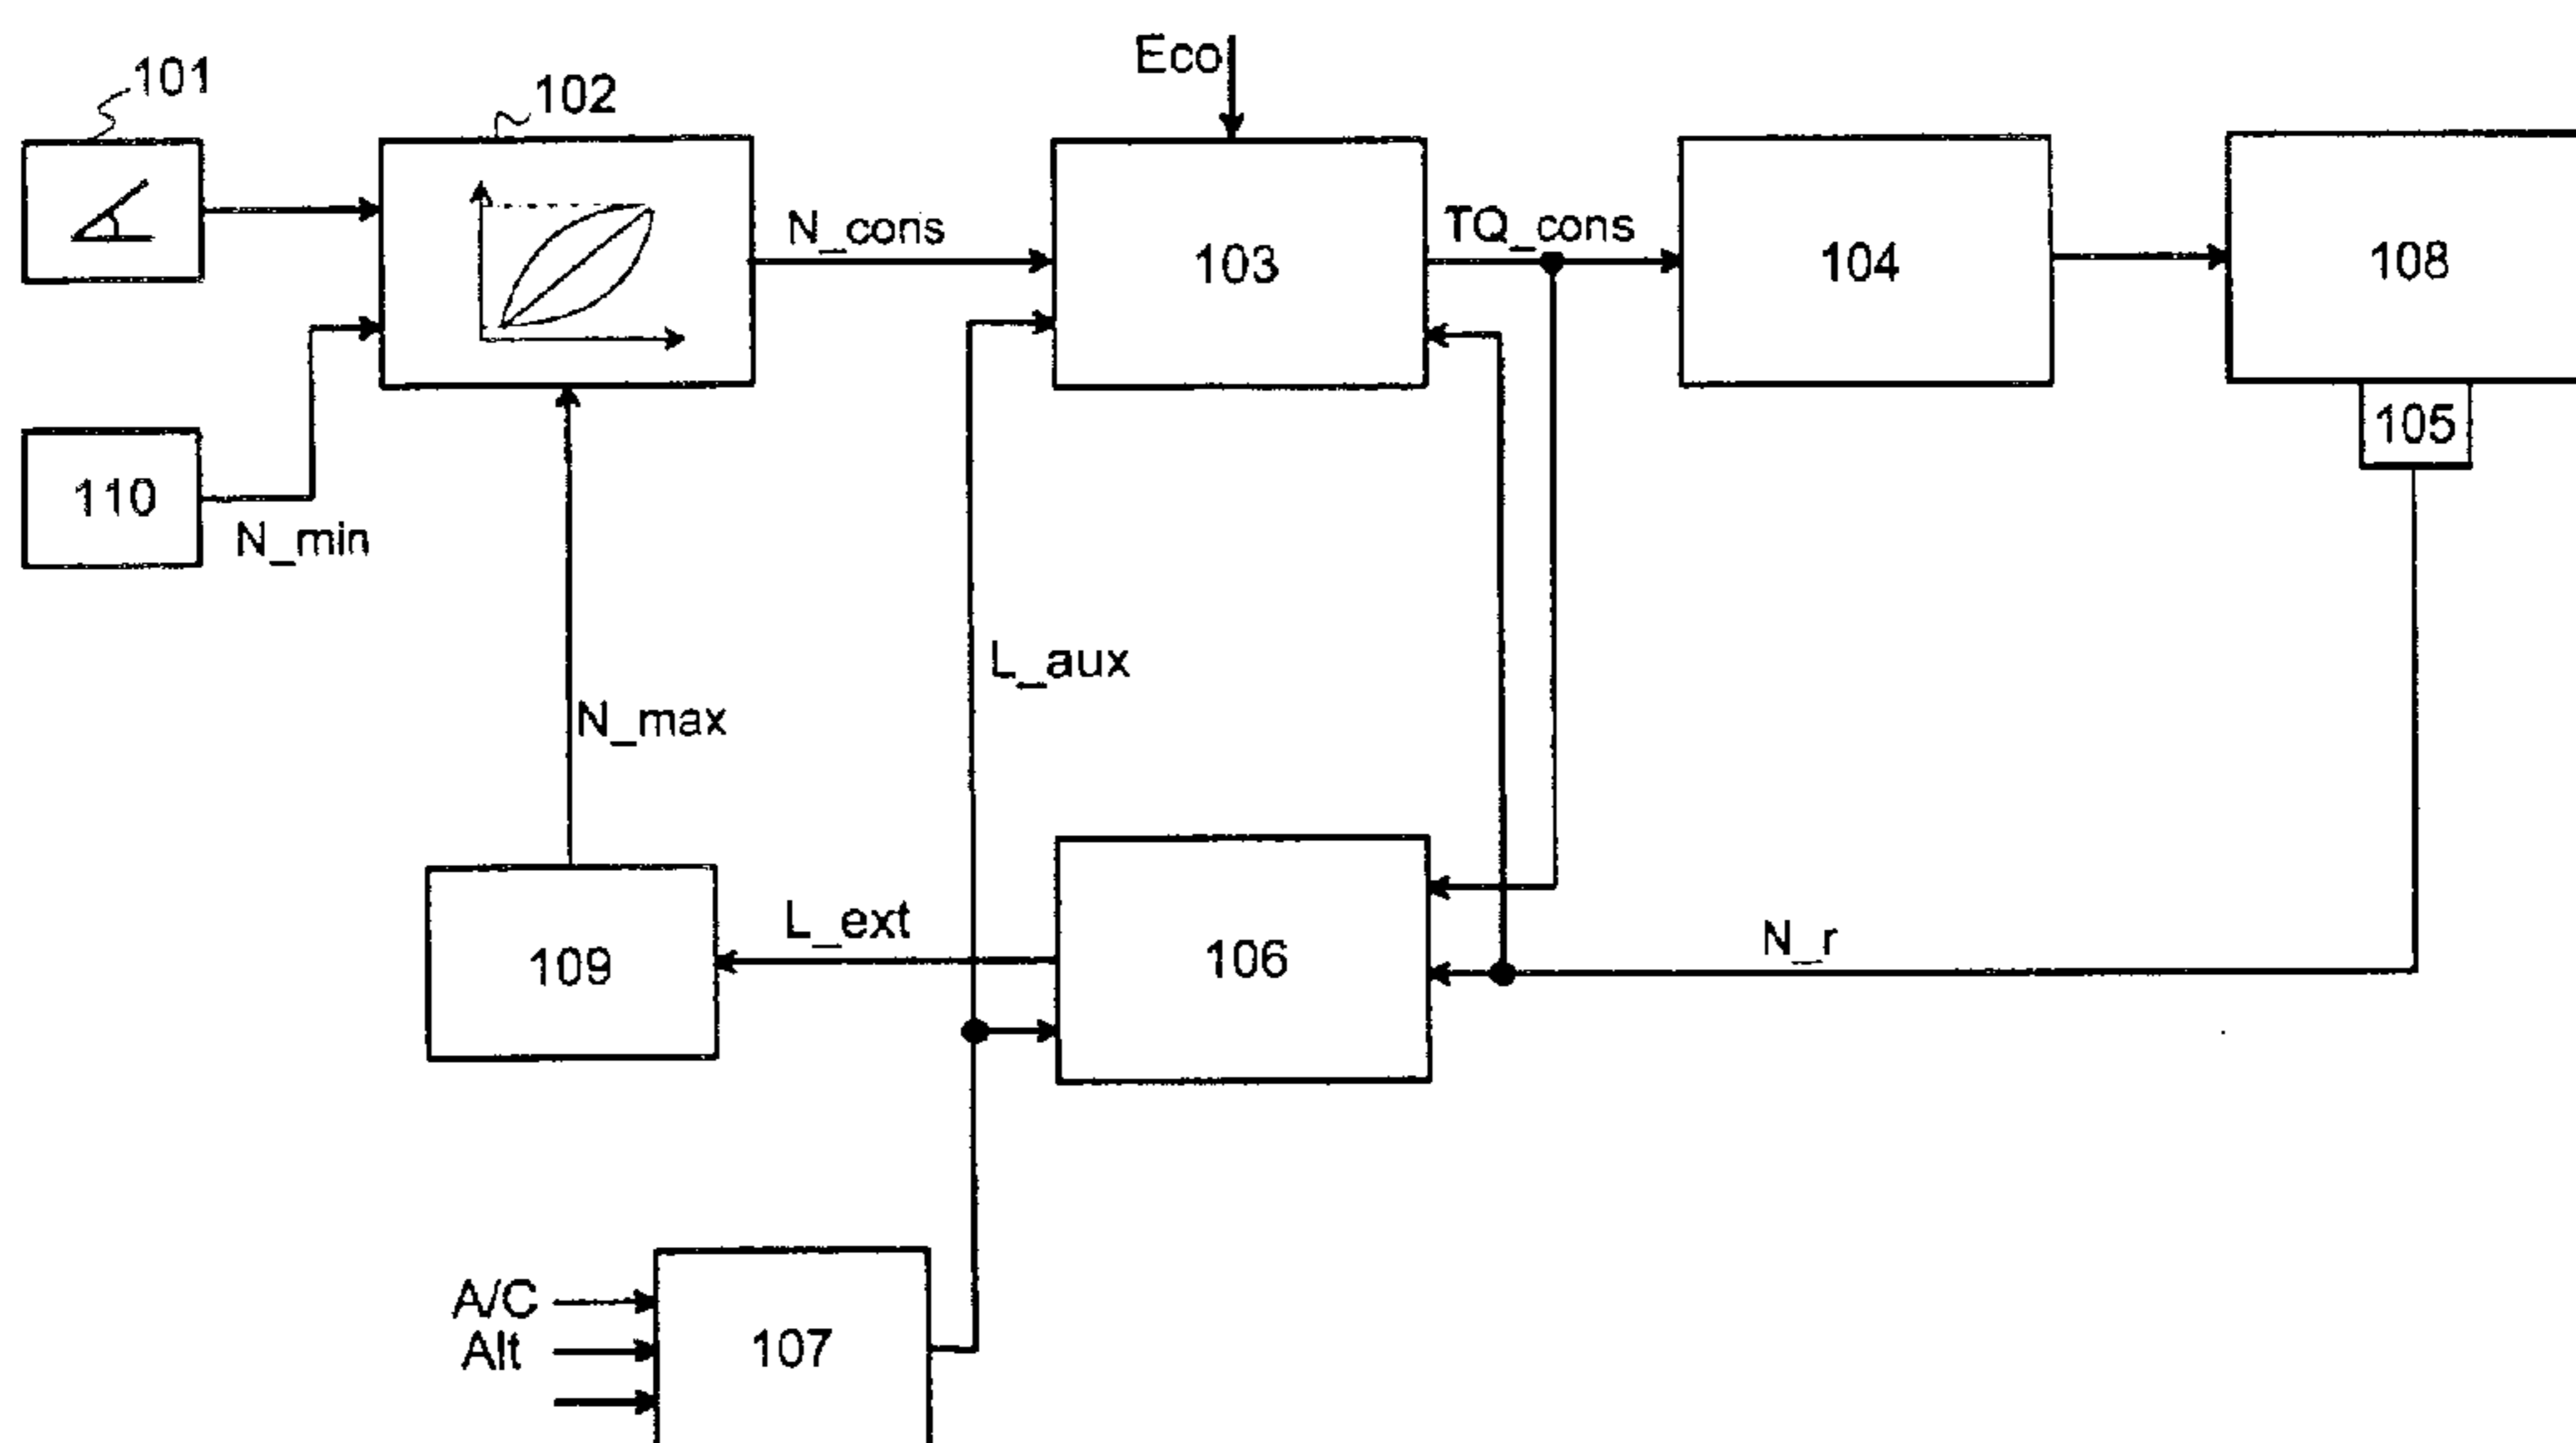 Eco
101
102
N_cons
103
TQ_cons
104
108
105
110
N_min
L_aux
N_max
109
L_ext
106
N_r
A/C
Alt
107